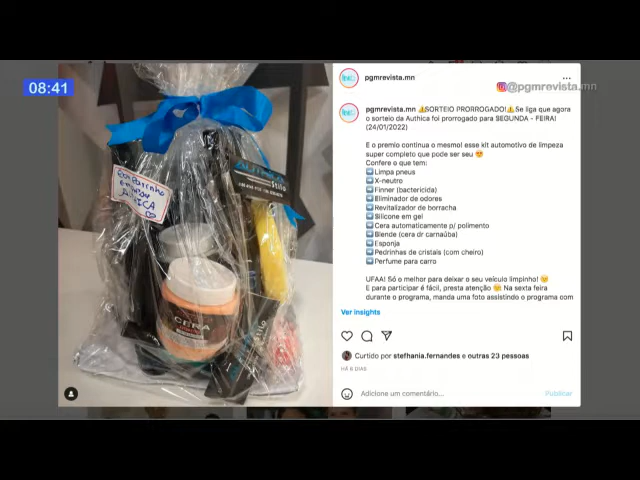 08:41
@pgmrevista.mn
pgmrevista.mn
pgmrevista.mn ⚠️SORTEIO PRORROGADO!⚠️Se liga que agora
o sorteio da Authica foi prorrogado para SEGUNDA - FEIRA!
(24/01/2022)
E o premio continua o mesmo! esse kit automotivo de limpeza
super completo que pode ser seu 😍
Confere o que tem:
➡️Limpa pneus
➡️X-neutro
➡️Finner (bactericida)
➡️Eliminador de odores
➡️Revitalizador de borracha
➡️Silicone em gel
➡️Cera automotiva p/ polimento
➡️Blende (cera dr carnaúba)
➡️Esponja
➡️Pedrinhas de cristais (com cheiro)
➡️Perfume para carro
UFAA! Só o melhor para deixar o seu veículo limpinho!
E para participar é fácil, presta atenção Na sexta feira
durante o programa, manda uma foto assistindo o programa com
Ver insights
Curtido por stefhania.fernandes e outras 23 pessoas
HÁ 6 DIAS
Adicione um comentário...
Publicar
CERA
Stilo